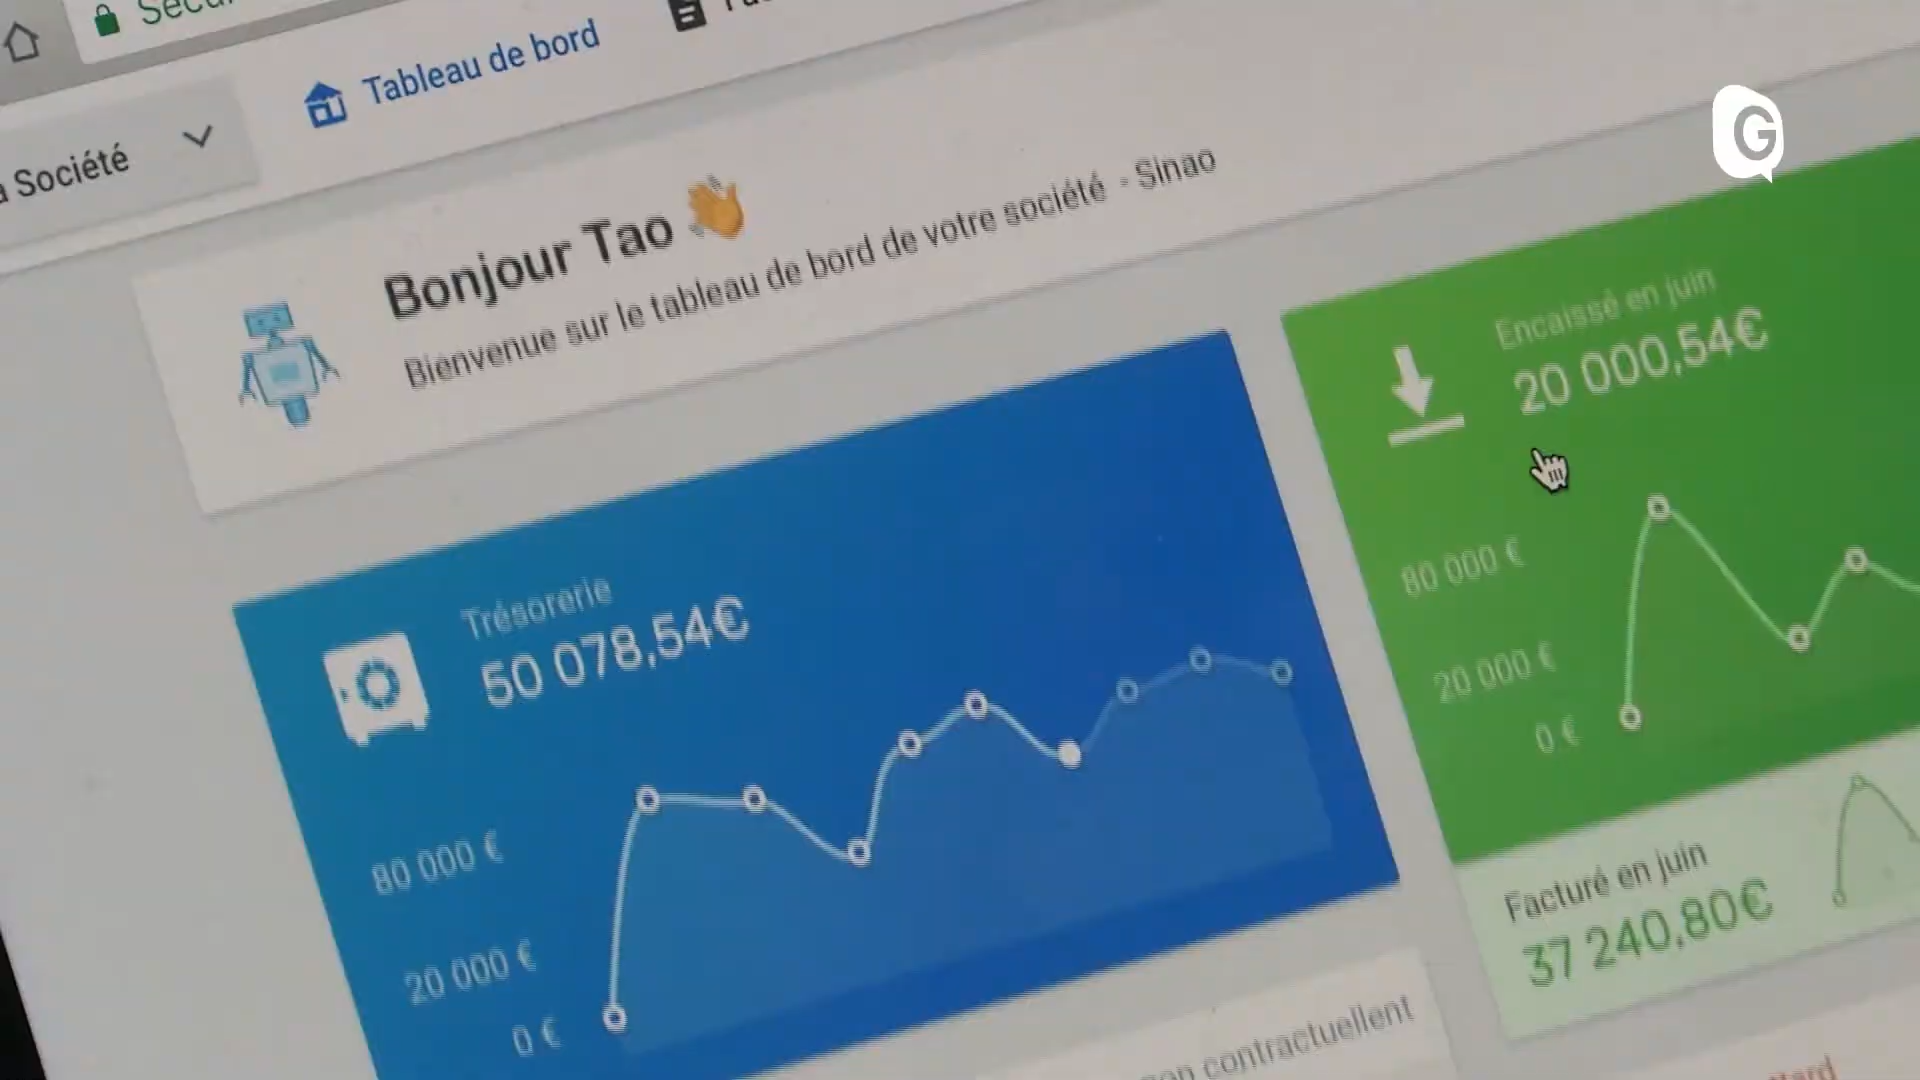 Tableau de bord
Société
Bonjour Tao 👋
Bienvenue sur le tableau de bord de votre société - Sinao
Trésorerie
50 078,54€
80 000 €
20 000 €
0 €
Encaissé en juin
20 000,54€
80 000 €
20 000 €
0 €
Facturé en juin
37 240,80€
contractuellent
G